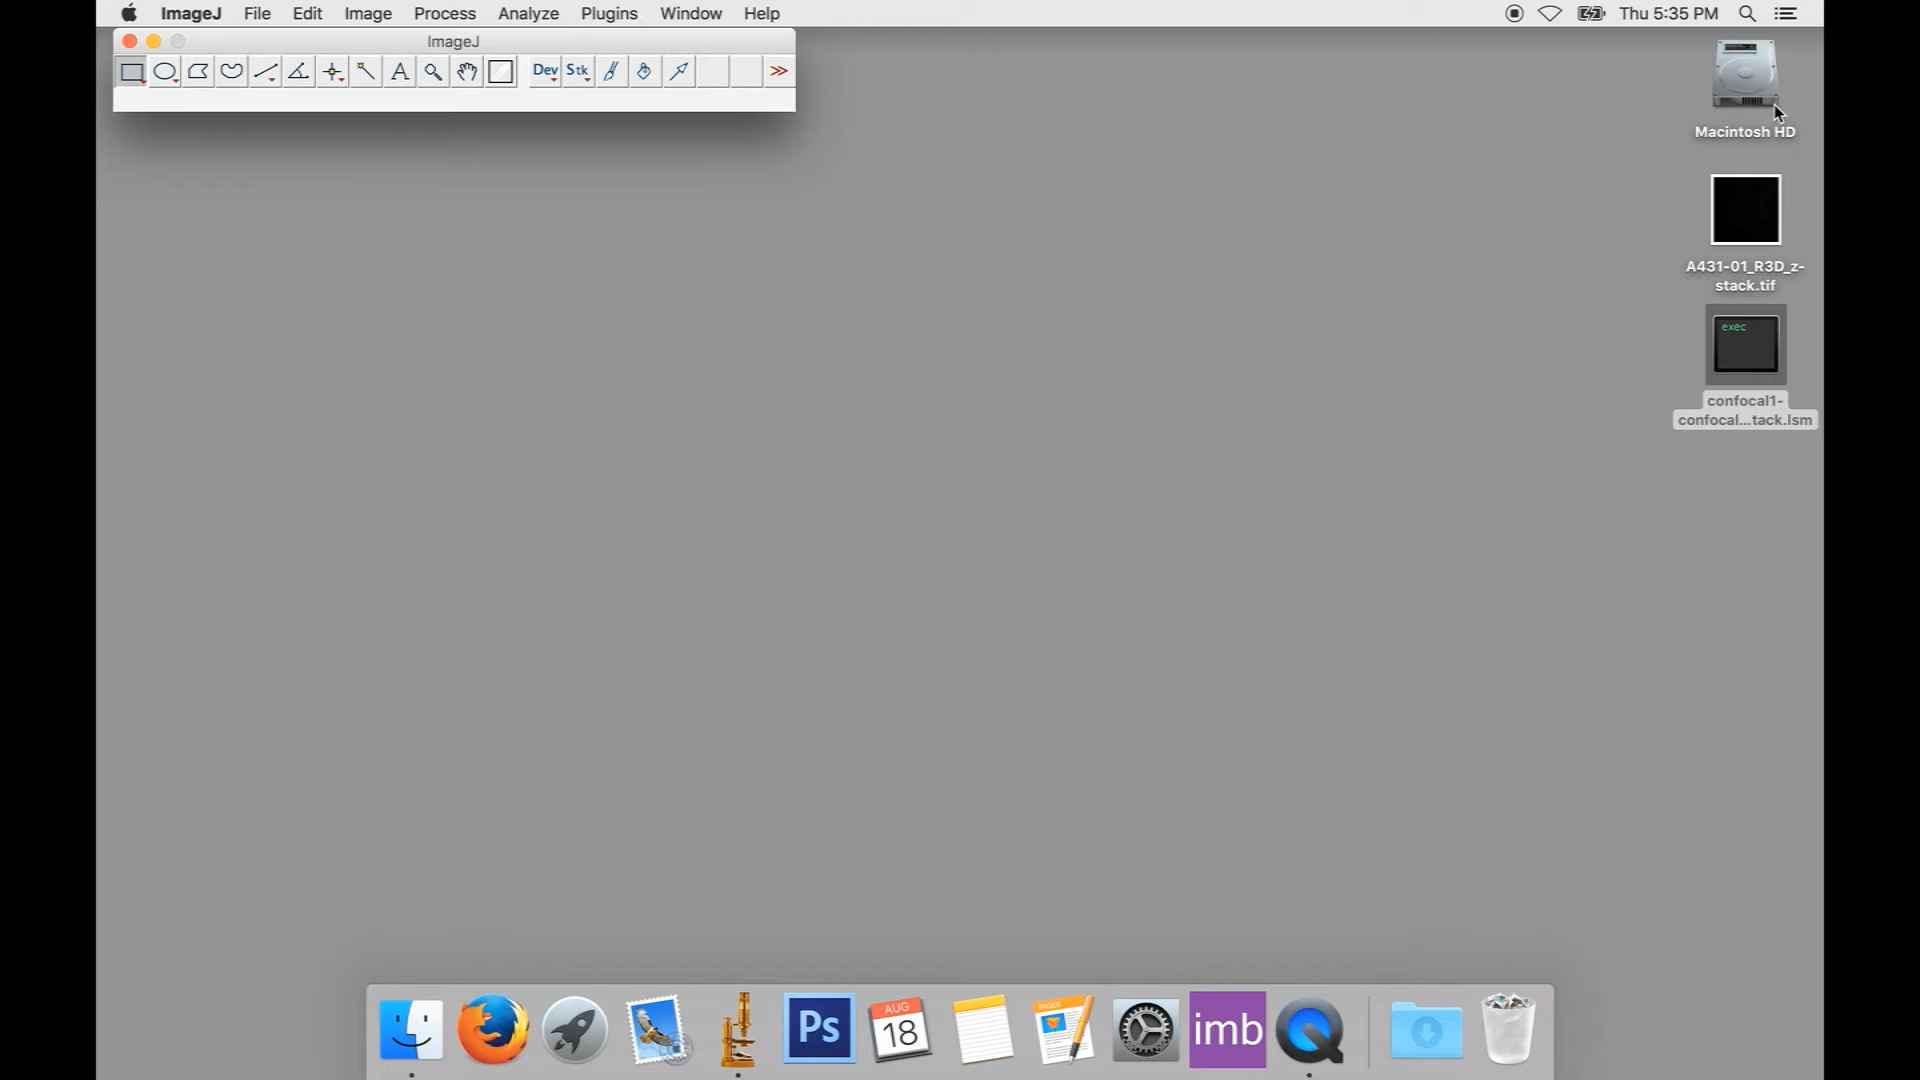 ImageJ File Edit Image Process Analyze Plugins Window Help Thu 5:35 PM
ImageJ
A Dev Stk >>
Macintosh HD
A431-01_R3D_z-
stack.tif
exec
confocal1-
confocal...tack.lsm
Ps
AUG
18
PAGES
imb